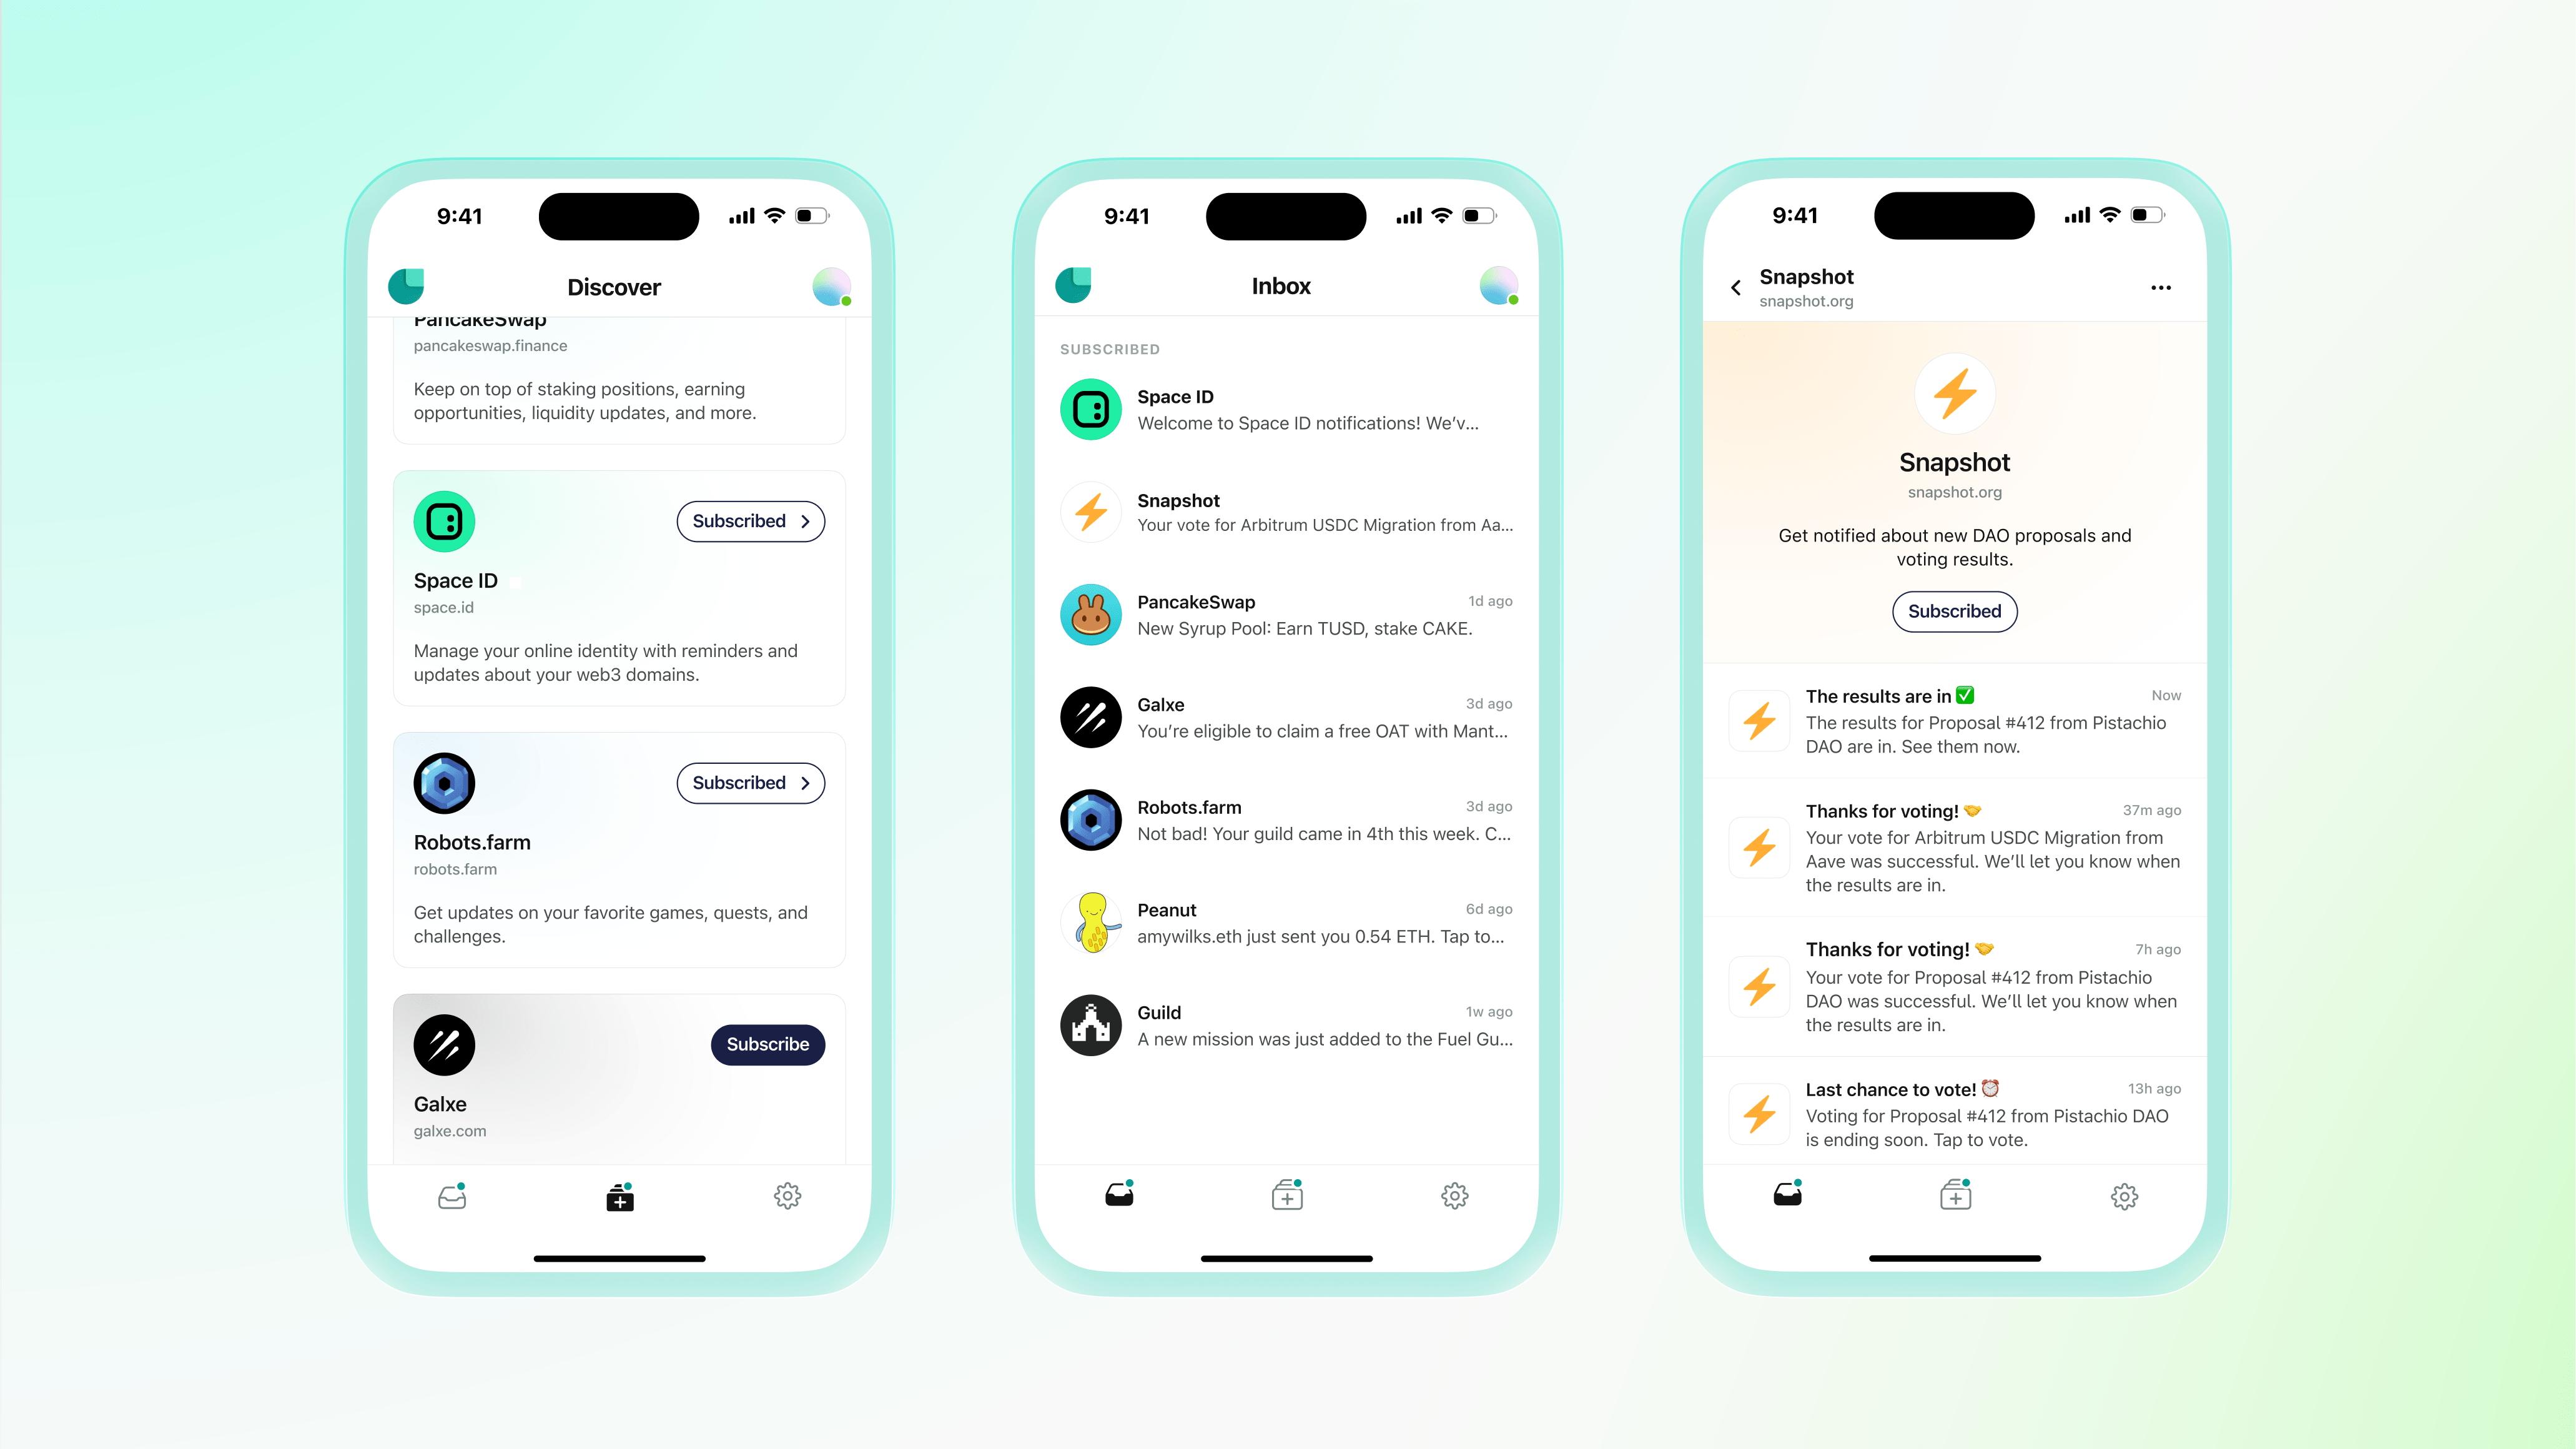 9:41
Discover
PancakeSwap
pancakeswap.finance
Keep on top of staking positions, earning
opportunities, liquidity updates, and more.
Subscribed
Space ID
space.id
Manage your online identity with reminders and
updates about your web3 domains.
Subscribed
Robots.farm
robots.farm
Get updates on your favorite games, quests, and
challenges.
Subscribe
Galxe
galxe.com
9:41
Inbox
SUBSCRIBED
Space ID
Welcome to Space ID notifications! We’v...
Snapshot
Your vote for Arbitrum USDC Migration from Aa...
PancakeSwap 1d ago
New Syrup Pool: Earn TUSD, stake CAKE.
Galxe 3d ago
You’re eligible to claim a free OAT with Mant...
Robots.farm 3d ago
Not bad! Your guild came in 4th this week. C...
Peanut 6d ago
amywilks.eth just sent you 0.54 ETH. Tap to...
Guild 1w ago
A new mission was just added to the Fuel Gu...
9:41
Snapshot
snapshot.org
Snapshot
snapshot.org
Get notified about new DAO proposals and
voting results.
Subscribed
The results are in ✅ Now
The results for Proposal #412 from Pistachio
DAO are in. See them now.
Thanks for voting! 🤝 37m ago
Your vote for Arbitrum USDC Migration from
Aave was successful. We’ll let you know when
the results are in.
Thanks for voting! 🤝 7h ago
Your vote for Proposal #412 from Pistachio
DAO was successful. We’ll let you know when
the results are in.
Last chance to vote! ⏰ 13h ago
Voting for Proposal #412 from Pistachio DAO
is ending soon. Tap to vote.